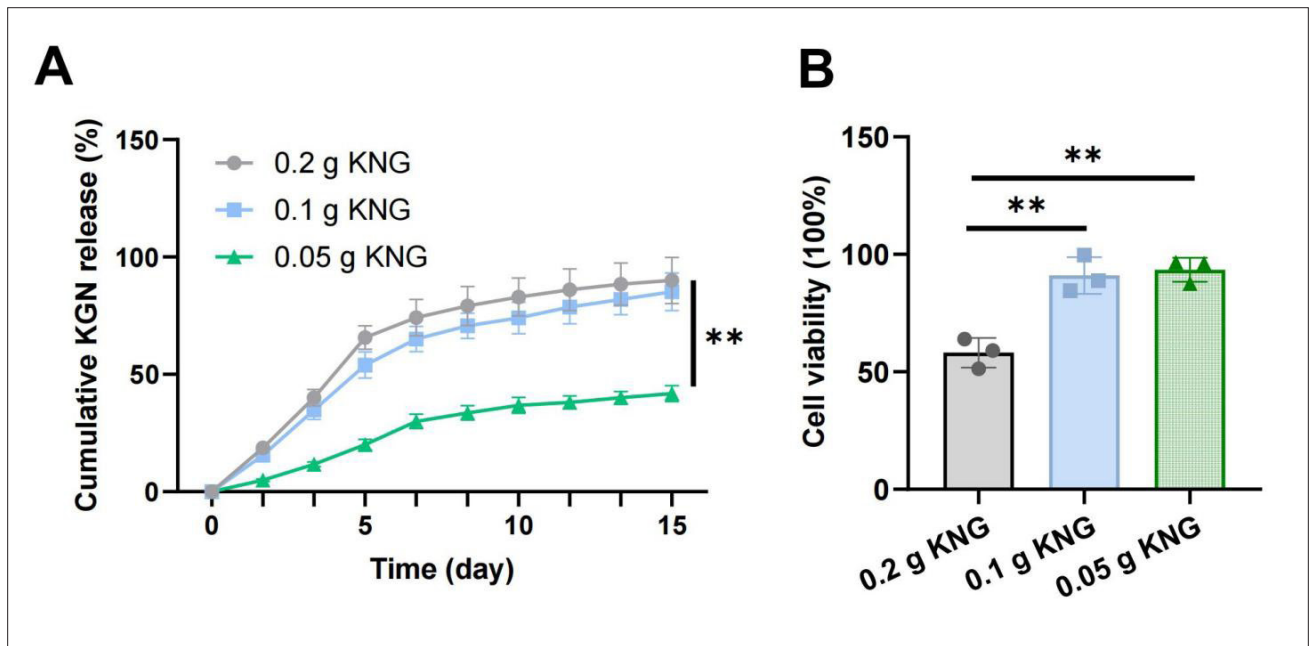 A
Cumulative KGN release (%)
150
100
50
0
0.2 g KNG
0.1 g KNG
0.05 g KNG
**
0
5
10
15
Time (day)
B
Cell viability (100%)
150
100
50
0
**
**
0.2 g KNG
0.1 g KNG
0.05 g KNG